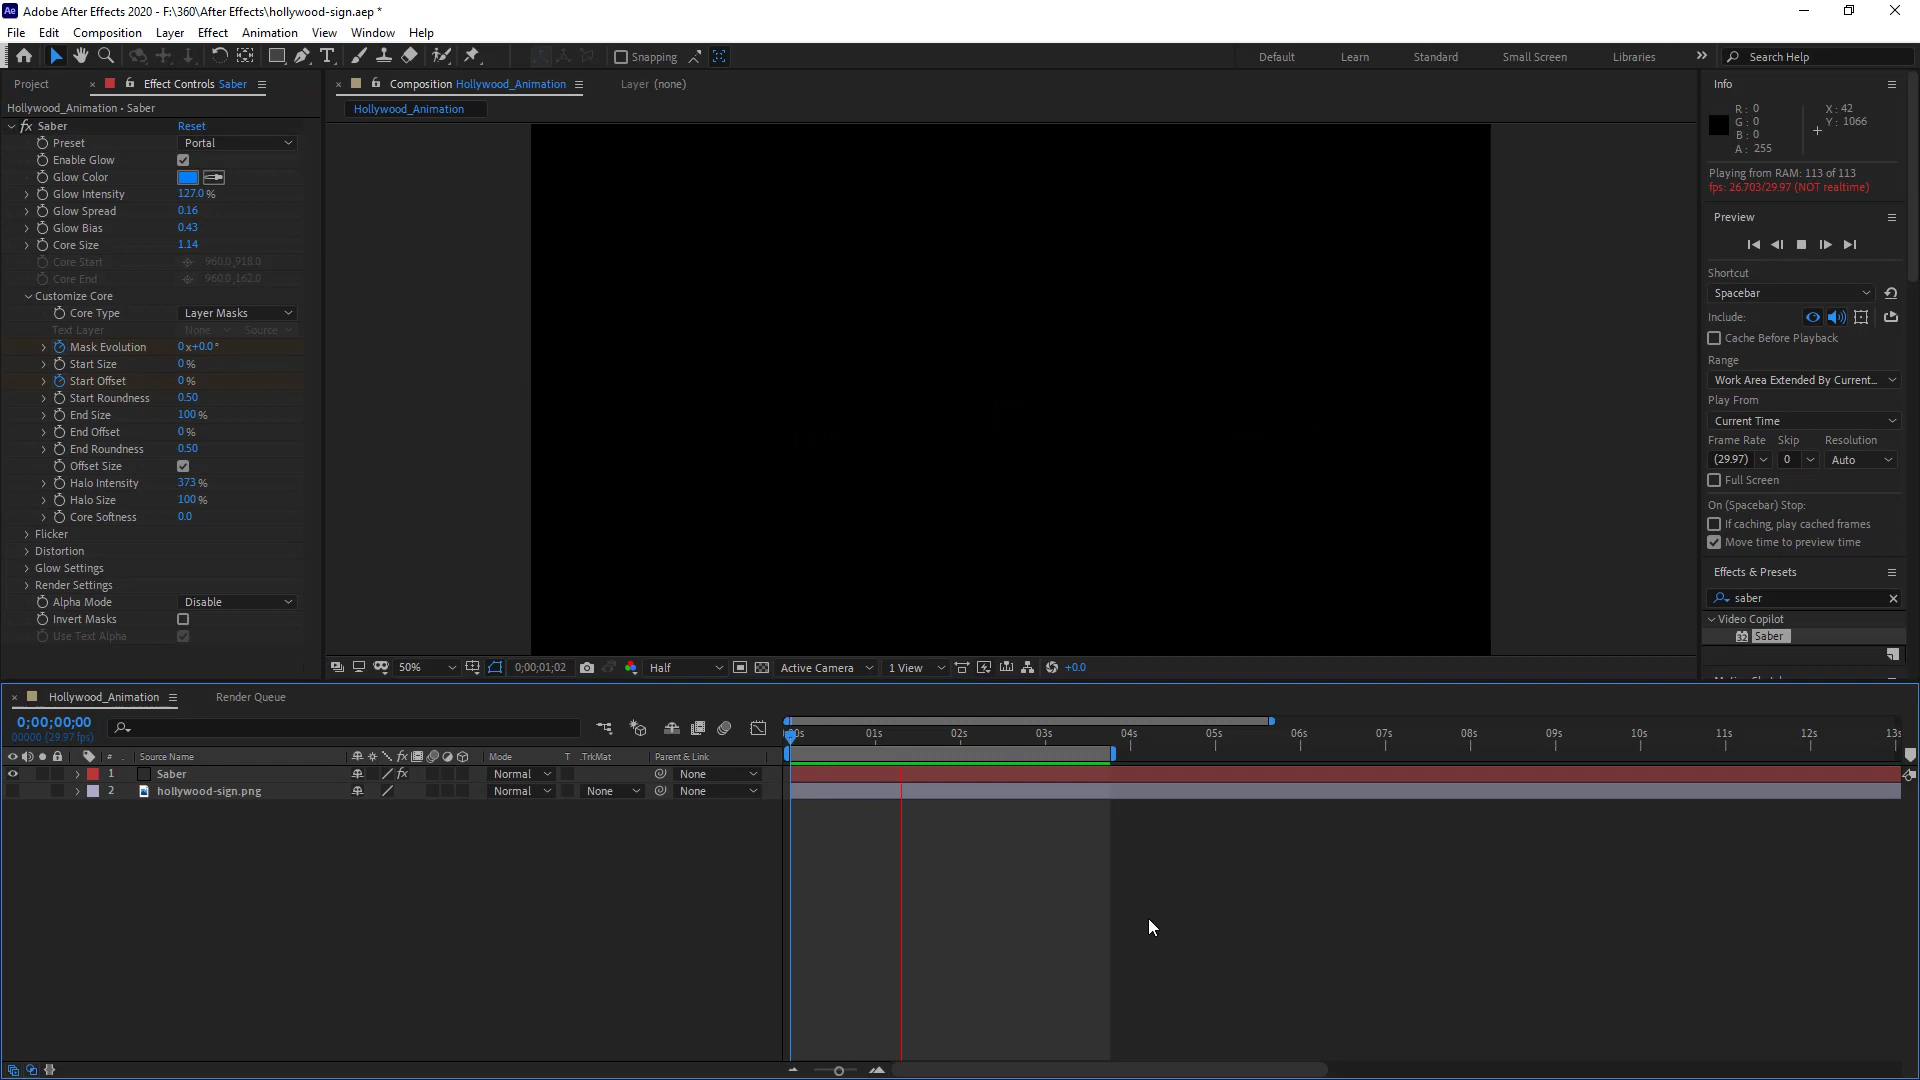 Ae Adobe After Effects 2020 - F:\360\After Effects\hollywood-sign.aep *
File Edit Composition Layer Effect Animation View Window Help
Snapping Default Learn Standard Small Screen Libraries Search Help
Project Effect Controls Saber
Hollywood_Animation • Saber
fx Saber Reset
Preset Portal
Enable Glow
Glow Color
Glow Intensity 127.0 %
Glow Spread 0.16
Glow Bias 0.43
Core Size 1.14
Core Start 960.0,918.0
Core End 960.0,162.0
Customize Core
Core Type Layer Masks
Text Layer None Source
Mask Evolution 0 x+0.0 °
Start Size 0 %
Start Offset 0 %
Start Roundness 0.50
End Size 100 %
End Offset 0 %
End Roundness 0.50
Offset Size
Halo Intensity 373 %
Halo Size 100 %
Core Softness 0.0
Flicker
Distortion
Glow Settings
Render Settings
Alpha Mode Disable
Invert Masks
Use Text Alpha
Composition Hollywood_Animation Layer (none)
Hollywood_Animation
50% 0;00;01;02 Half Active Camera 1 View +0.0
Info
R : 0 X : 42
G : 0 Y : 1066
B : 0
A : 255
Playing from RAM: 113 of 113
fps: 26.703/29.97 (NOT realtime)
Preview
Shortcut
Spacebar
Include:
Cache Before Playback
Range
Work Area Extended By Current...
Play From
Current Time
Frame Rate Skip Resolution
(29.97) 0 Auto
Full Screen
On (Spacebar) Stop:
If caching, play cached frames
Move time to preview time
Effects & Presets
saber
Video Copilot
32 Saber
Hollywood_Animation Render Queue
0;00;00;00
00000 (29.97 fps)
01s 02s 03s 04s 05s 06s 07s 08s 09s 10s 11s 12s 13s
# Source Name fx Mode T .TrkMat Parent & Link
1 Saber fx Normal None
2 hollywood-sign.png Normal None None